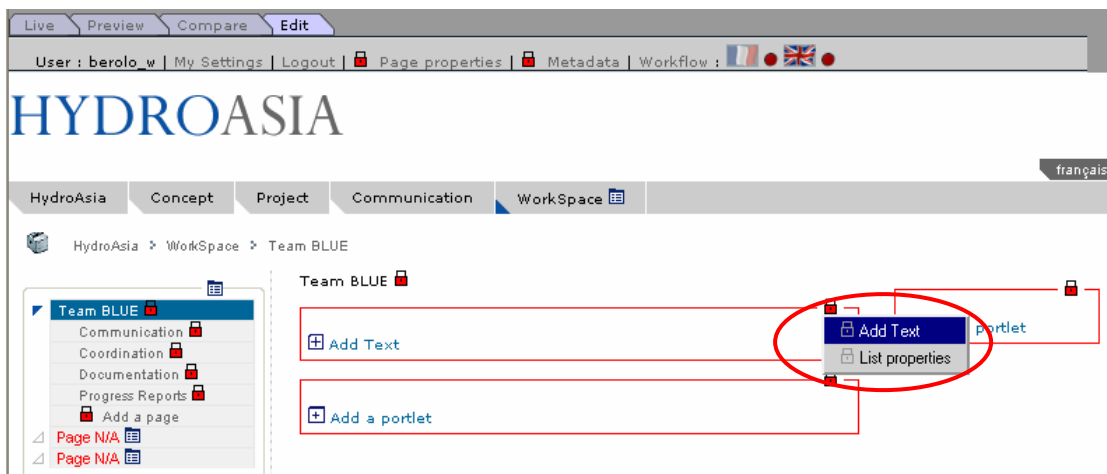 Live Preview Compare Edit
User : berolo_w | My Settings | Logout | Page properties | Metadata | Workflow :
HYDROASIA
français
HydroAsia Concept Project Communication WorkSpace
HydroAsia > WorkSpace > Team BLUE
Team BLUE
Team BLUE
Communication
Coordination
Documentation
Progress Reports
Add a page
Page N/A
Page N/A
Add Text
Add Text
List properties
portlet
Add a portlet